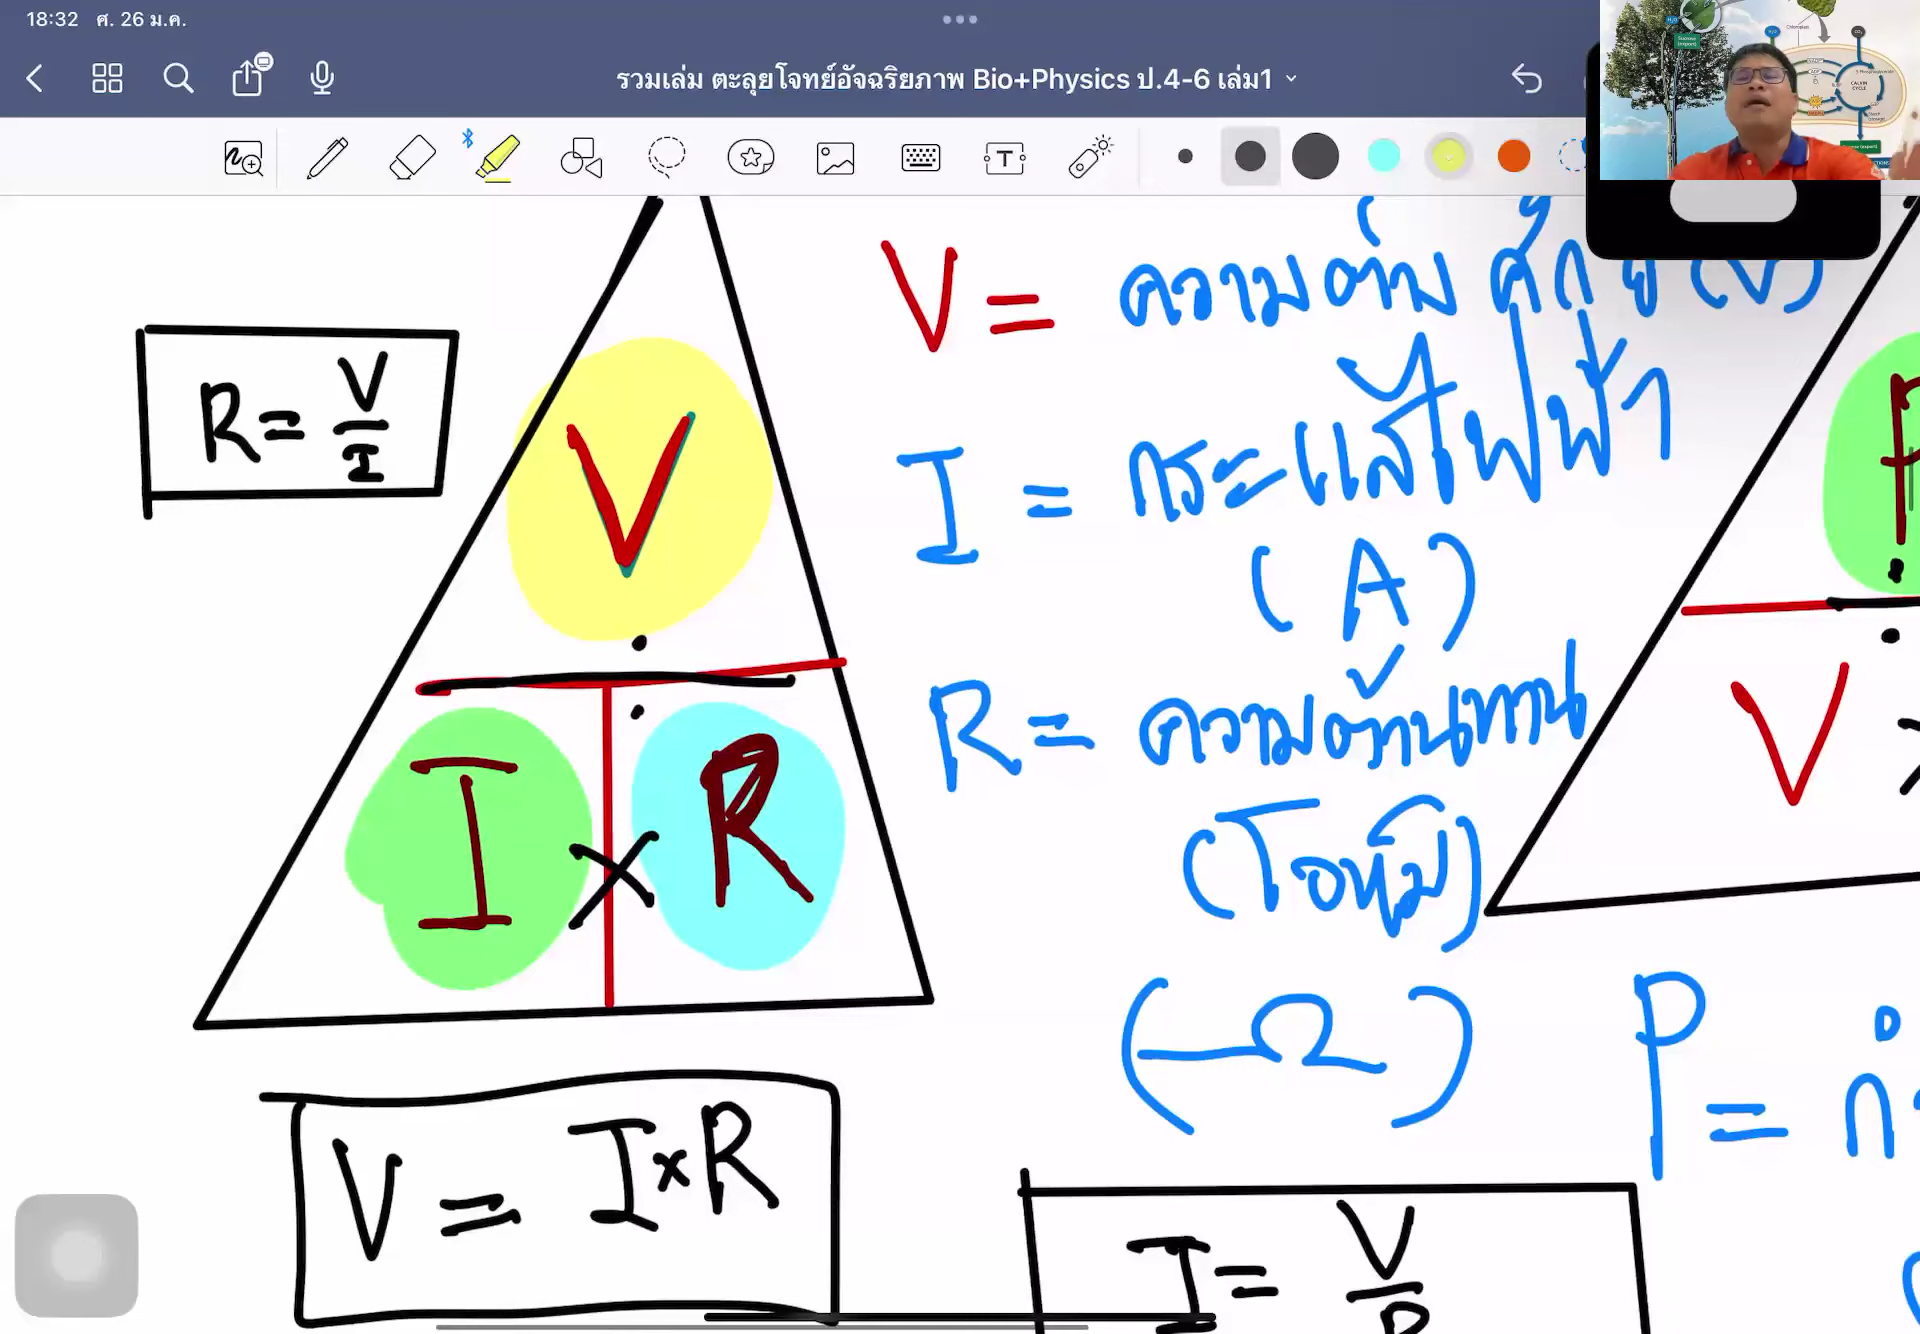 18:32 ศ. 26 ม.ค.
รวมเล่ม ตะลุยโจทย์อัจฉริยภาพ Bio+Physics ป.4-6 เล่ม1
R = V/I
V
I × R
V = ความต่างศักย์ (V)
I = กระแสไฟฟ้า
(A)
R = ความต้านทาน
(โอห์ม)
(Ω)
V = I × R
I = V/R
P
V
P =
CALVIN CYCLE